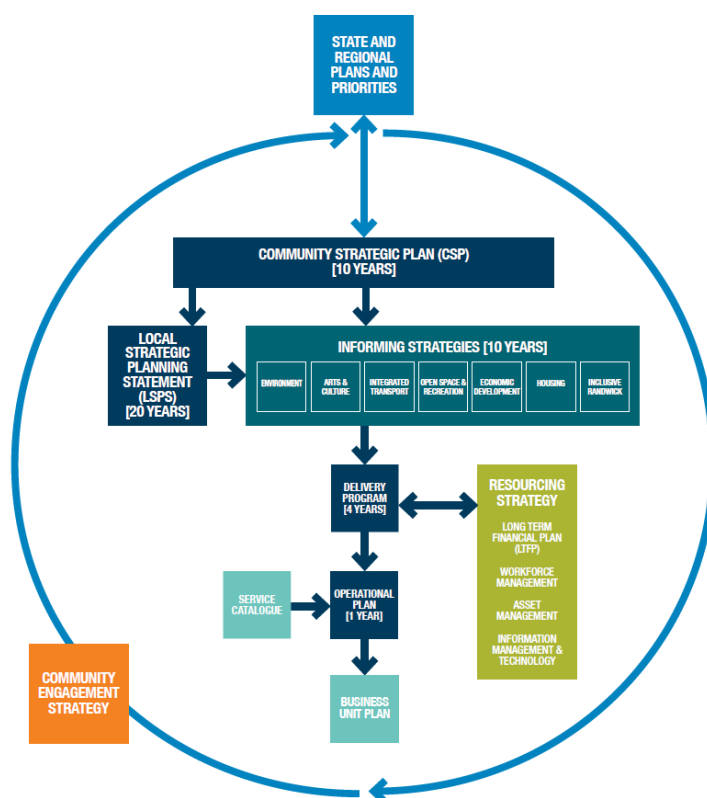 STATE AND
REGIONAL
PLANS AND
PRIORITIES
COMMUNITY STRATEGIC PLAN (CSP)
[10 YEARS]
LOCAL
STRATEGIC
PLANNING
STATEMENT
(LSPS)
[20 YEARS]
INFORMING STRATEGIES [10 YEARS]
ENVIRONMENT
ARTS &
CULTURE
INTEGRATED
TRANSPORT
OPEN SPACE &
RECREATION
ECONOMIC
DEVELOPMENT
HOUSING
INCLUSIVE
RANDWICK
DELIVERY
PROGRAM
[4 YEARS]
RESOURCING
STRATEGY
LONG TERM
FINANCIAL PLAN
(LTFP)
WORKFORCE
MANAGEMENT
ASSET
MANAGEMENT
INFORMATION
MANAGEMENT &
TECHNOLOGY
SERVICE
CATALOGUE
OPERATIONAL
PLAN
[1 YEAR]
COMMUNITY
ENGAGEMENT
STRATEGY
BUSINESS
UNIT PLAN